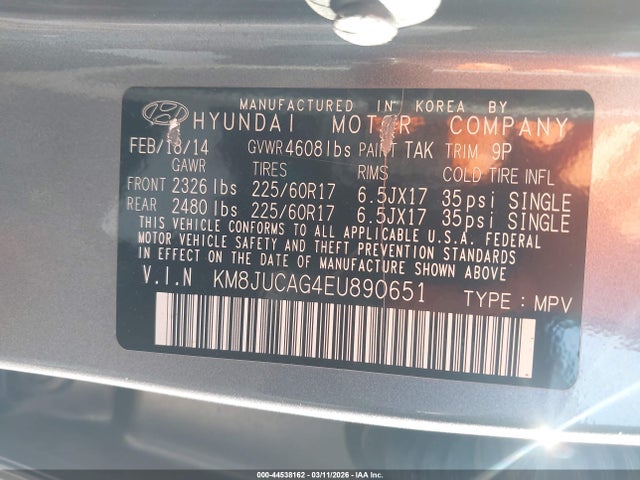 MANUFACTURED IN KOREA BY
HYUNDAI MOTOR COMPANY
FEB/18/14 GVWR 4608lbs PAINT TAK TRIM 9P
GAWR TIRES RIMS COLD TIRE INFL
FRONT 2326lbs 225/60R17 6.5JX17 35psi SINGLE
REAR 2480lbs 225/60R17 6.5JX17 35psi SINGLE
THIS VEHICLE CONFORMS TO ALL APPLICABLE U.S.A. FEDERAL
MOTOR VEHICLE SAFETY AND THEFT PREVENTION STANDARDS
IN EFFECT ON THE DATE OF MANUFACTURE SHOWN ABOVE.
V.I.N KM8JUCAG4EU890651 TYPE : MPV
000-44538162 - 03/11/2026 - IAA Inc.